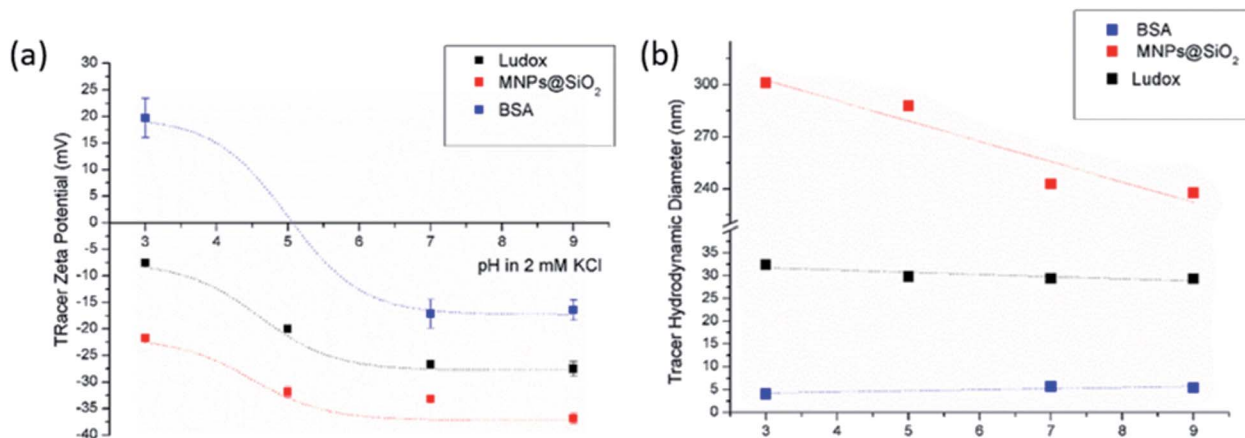 (a)
Ludox
MNPs@SiO₂
BSA
TRacer Zeta Potential (mV)
30
25
20
15
10
5
0
-5
-10
-15
-20
-25
-30
-35
-40
3 4 5 6 7 8 9
pH in 2 mM KCl
(b)
BSA
MNPs@SiO₂
Ludox
Tracer Hydrodynamic Diameter (nm)
300
270
240
35
30
25
20
15
10
5
0
3 4 5 6 7 8 9